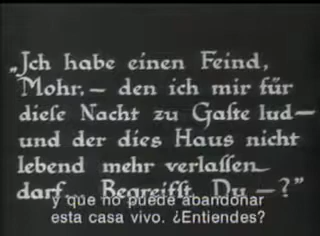 „Ich habe einen Feind,
Mohr. — den ich mir für
diese Nacht zu Gaste lud —
und der dies Haus nicht
lebend mehr verlassen
darf... Begreifst Du — ?"
y que no puede abandonar
esta casa vivo. ¿Entiendes?